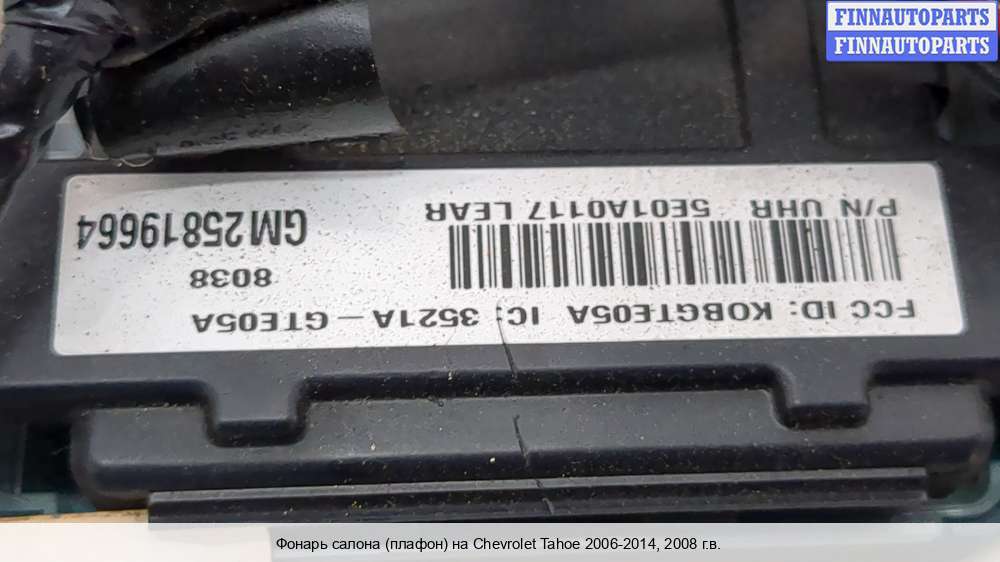 FINNAUTOPARTS
FINNAUTOPARTS
FCC ID: KOBGTE05A IC: 3521A-GTE05A
8038
P/N UHR 5E01A0117 LEAR
GM25819664
Фонарь салона (плафон) на Chevrolet Tahoe 2006-2014, 2008 г.в.